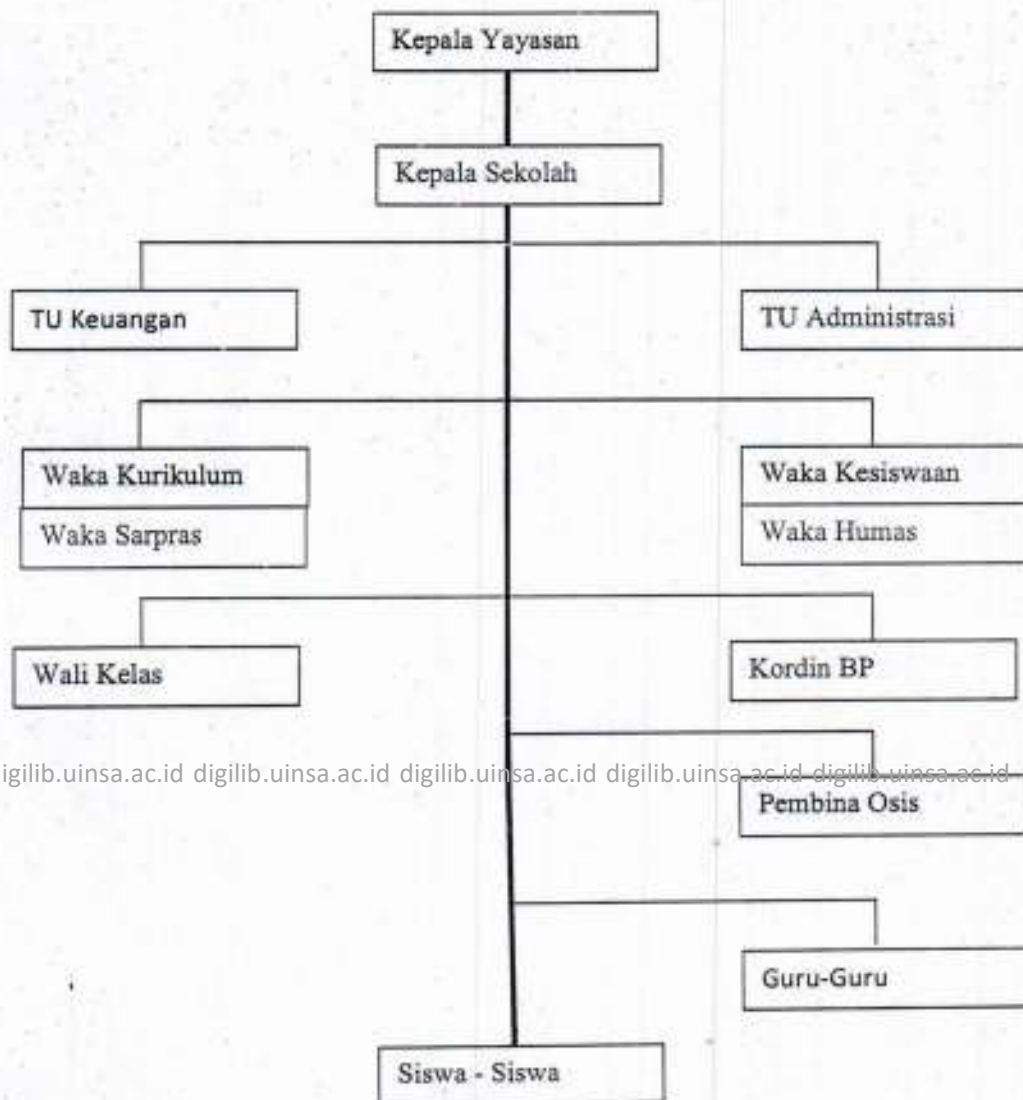 Kepala Yayasan
Kepala Sekolah
TU Keuangan
TU Administrasi
Waka Kurikulum
Waka Kesiswaan
Waka Sarpras
Waka Humas
Wali Kelas
Kordin BP
igilib.uinsa.ac.id digilib.uinsa.ac.id digilib.uinsa.ac.id digilib.uinsa.ac.id digilib.uinsa.ac.id
Pembina Osis
Guru-Guru
Siswa - Siswa